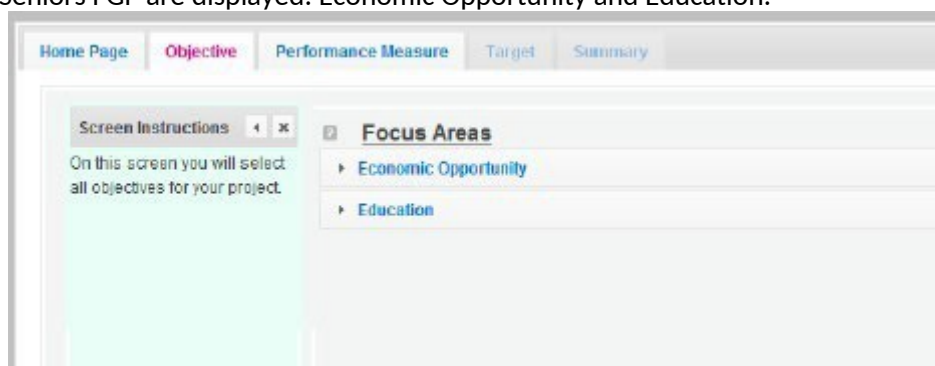 Seniors FGP are displayed: Economic Opportunity and Education.
Home Page Objective Performance Measure Target Summary
Screen Instructions
On this screen you will select
all objectives for your project.
Focus Areas
Economic Opportunity
Education